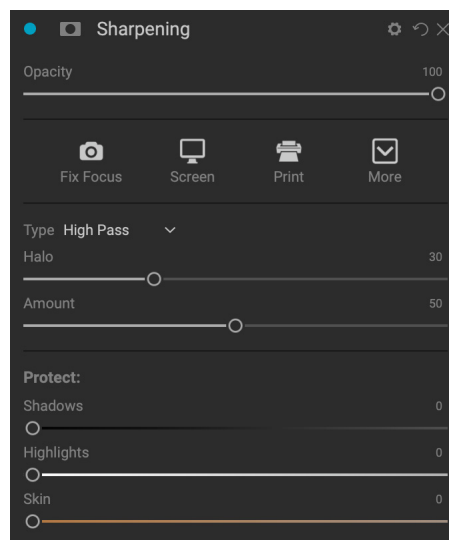 Sharpening
Opacity 100
Fix Focus Screen Print More
Type High Pass
Halo 30
Amount 50
Protect:
Shadows 0
Highlights 0
Skin 0